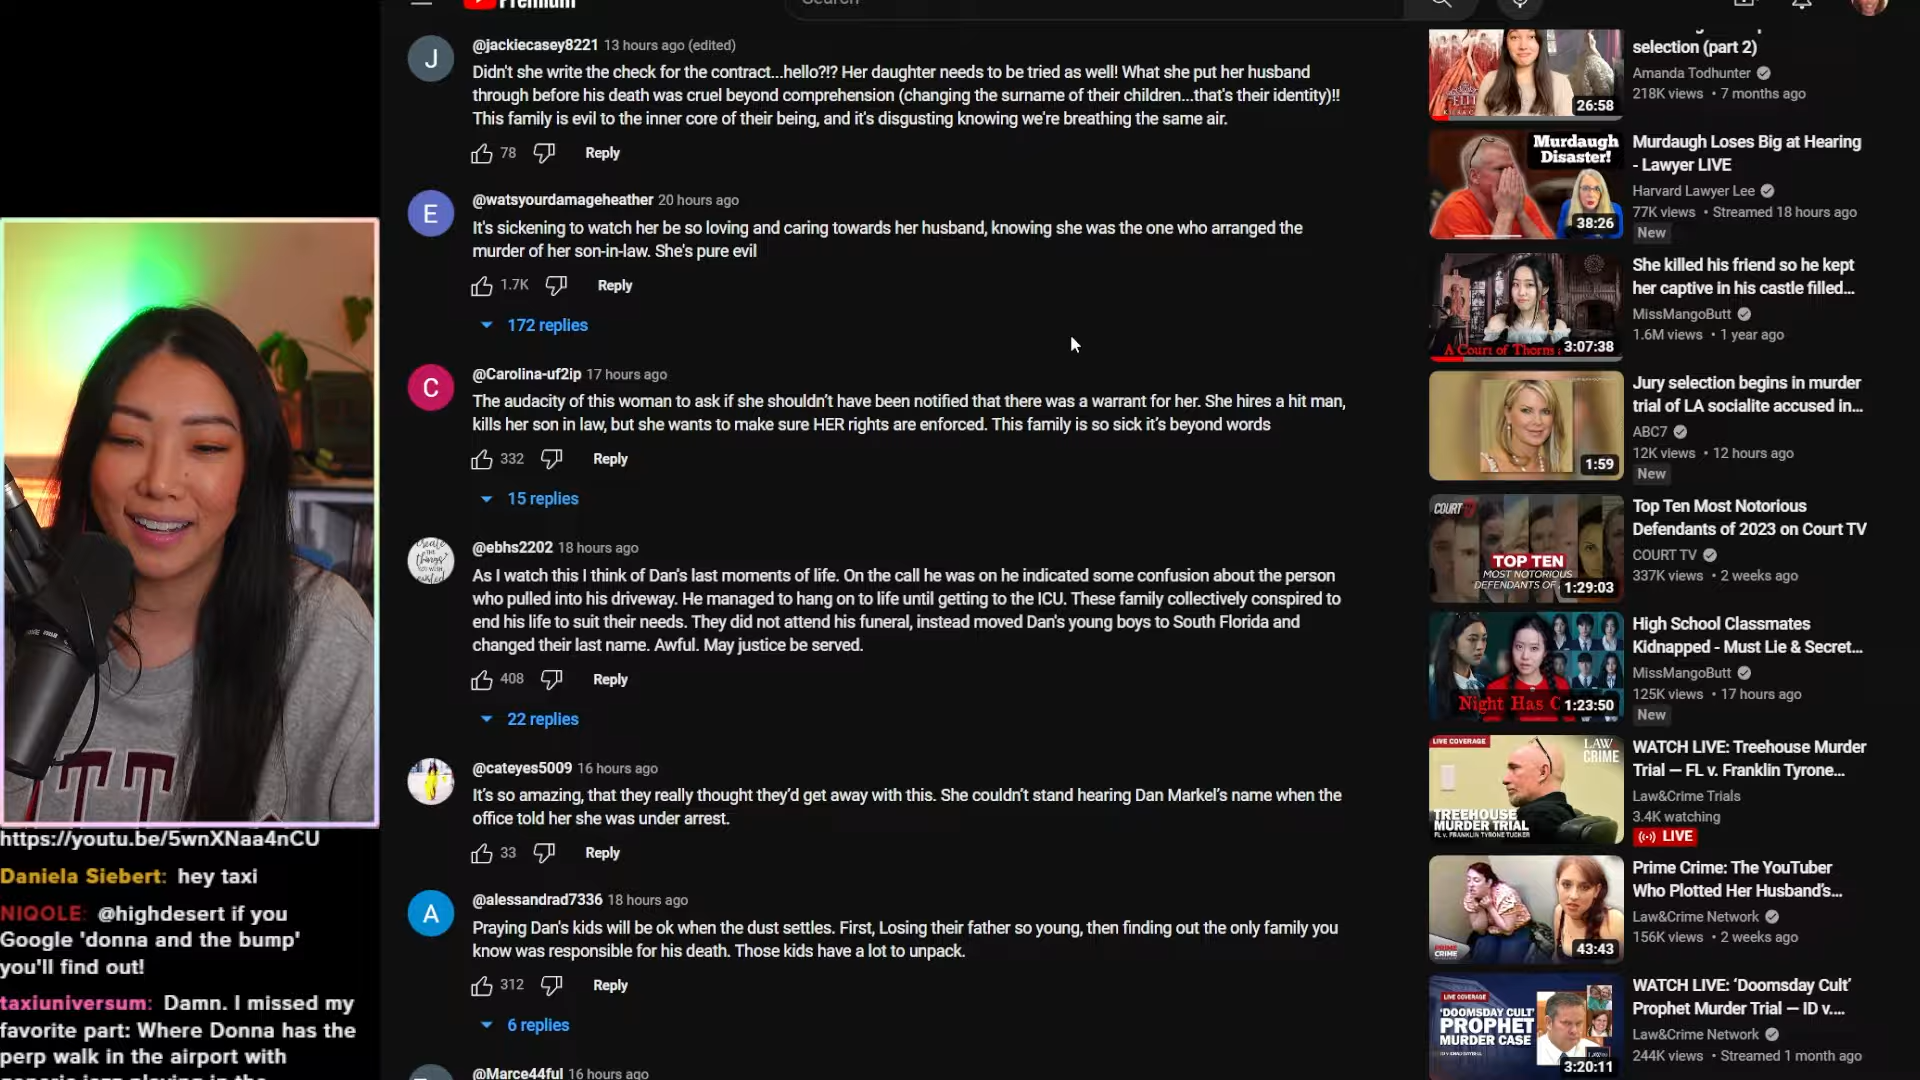 Premium
Search
@jackiecasey8221 13 hours ago (edited)
Didn't she write the check for the contract...hello?!? Her daughter needs to be tried as well! What she put her husband
through before his death was cruel beyond comprehension (changing the surname of their children...that's their identity)!!
This family is evil to the inner core of their being, and it's disgusting knowing we're breathing the same air.
78
Reply
@watsyourdamageheather 20 hours ago
It's sickening to watch her be so loving and caring towards her husband, knowing she was the one who arranged the
murder of her son-in-law. She's pure evil
1.7K
Reply
172 replies
@Carolina-uf2ip 17 hours ago
The audacity of this woman to ask if she shouldn't have been notified that there was a warrant for her. She hires a hit man,
kills her son in law, but she wants to make sure HER rights are enforced. This family is so sick it's beyond words
332
Reply
15 replies
@ebhs2202 18 hours ago
As I watch this I think of Dan's last moments of life. On the call he was on he indicated some confusion about the person
who pulled into his driveway. He managed to hang on to life until getting to the ICU. These family collectively conspired to
end his life to suit their needs. They did not attend his funeral, instead moved Dan's young boys to South Florida and
changed their last name. Awful. May justice be served.
408
Reply
22 replies
@cateyes5009 16 hours ago
It's so amazing, that they really thought they'd get away with this. She couldn't stand hearing Dan Markel's name when the
office told her she was under arrest.
33
Reply
@alessandrad7336 18 hours ago
Praying Dan's kids will be ok when the dust settles. First, Losing their father so young, then finding out the only family you
know was responsible for his death. Those kids have a lot to unpack.
312
Reply
6 replies
@Marce44ful 16 hours ago
J
E
C
A
https://youtu.be/5wnXNaa4nCU
Daniela Siebert: hey taxi
NIQOLE: @highdesert if you
Google 'donna and the bump'
you'll find out!
taxiuniversum: Damn. I missed my
favorite part: Where Donna has the
perp walk in the airport with
selection (part 2)
Amanda Todhunter
218K views • 7 months ago
26:58
Murdaugh
Disaster!
38:26
Murdaugh Loses Big at Hearing
- Lawyer LIVE
Harvard Lawyer Lee
77K views • Streamed 18 hours ago
New
A Court of Thorns
3:07:38
She killed his friend so he kept
her captive in his castle filled...
MissMangoButt
1.6M views • 1 year ago
1:59
Jury selection begins in murder
trial of LA socialite accused in...
ABC7
12K views • 12 hours ago
New
COURT
TOP TEN
MOST NOTORIOUS
DEFENDANTS OF
1:29:03
Top Ten Most Notorious
Defendants of 2023 on Court TV
COURT TV
337K views • 2 weeks ago
Night Has C
1:23:50
High School Classmates
Kidnapped - Must Lie & Secret...
MissMangoButt
125K views • 17 hours ago
New
LIVE COVERAGE
LAW&
CRIME
TREEHOUSE
MURDER TRIAL
FL v. FRANKLIN TYRONE TUCKER
WATCH LIVE: Treehouse Murder
Trial — FL v. Franklin Tyrone...
Law&Crime Trials
3.4K watching
LIVE
PRIME
CRIME
43:43
Prime Crime: The YouTuber
Who Plotted Her Husband's...
Law&Crime Network
156K views • 2 weeks ago
LIVE COVERAGE
'DOOMSDAY CULT'
PROPHET
MURDER CASE
3:20:11
WATCH LIVE: 'Doomsday Cult'
Prophet Murder Trial — ID v....
Law&Crime Network
244K views • Streamed 1 month ago